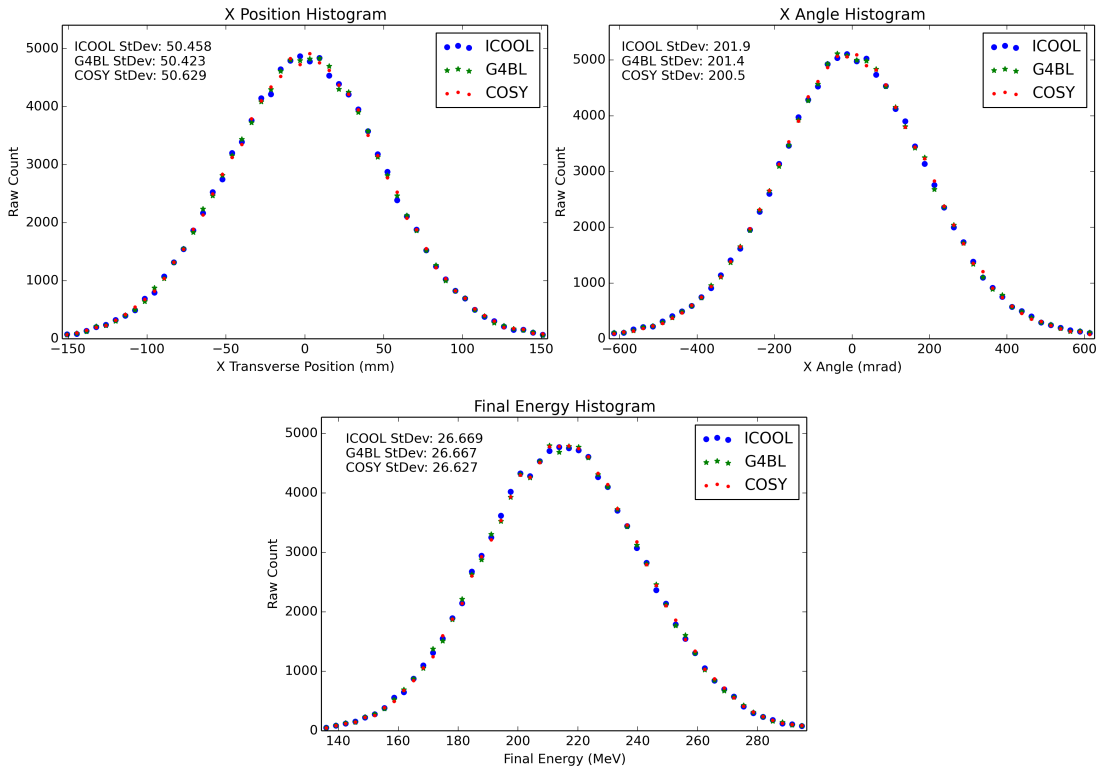 X Position Histogram
ICOOL StDev: 50.458
G4BL StDev: 50.423
COSY StDev: 50.629
ICOOL
G4BL
COSY
Raw Count
5000
4000
3000
2000
1000
0
−150
−100
−50
0
50
100
150
X Transverse Position (mm)
X Angle Histogram
ICOOL StDev: 201.9
G4BL StDev: 201.4
COSY StDev: 200.5
ICOOL
G4BL
COSY
Raw Count
5000
4000
3000
2000
1000
0
−600
−400
−200
0
200
400
600
X Angle (mrad)
Final Energy Histogram
ICOOL StDev: 26.669
G4BL StDev: 26.667
COSY StDev: 26.627
ICOOL
G4BL
COSY
Raw Count
5000
4000
3000
2000
1000
0
140
160
180
200
220
240
260
280
Final Energy (MeV)